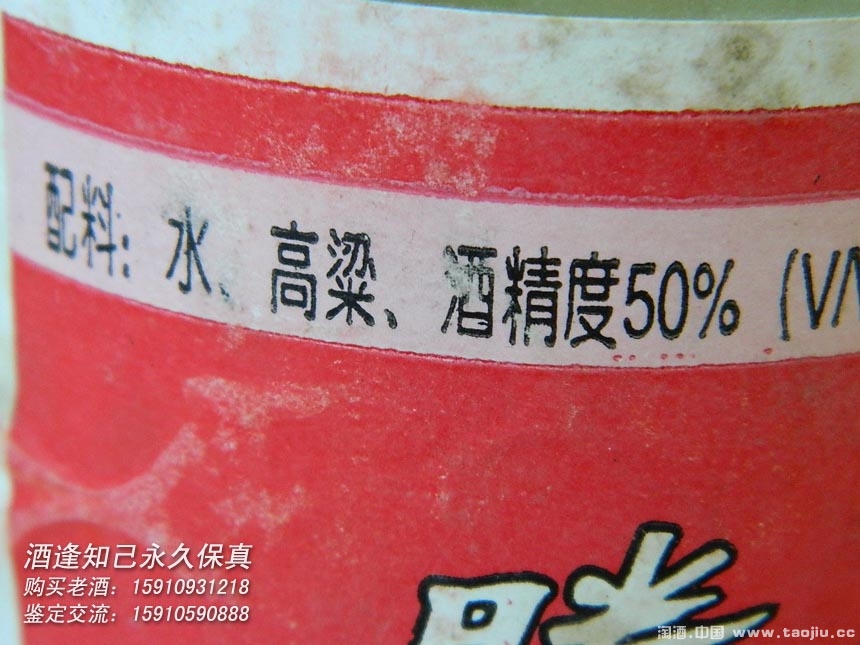 配料：水、高粱、酒精度50% (V/
酒逢知己永久保真
购买老酒：15910931218
鉴定交流：15910590888
淘酒.中国 www.taojiu.cc